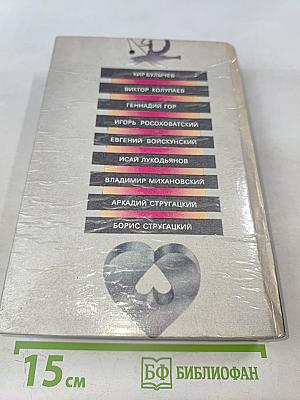 КИР БУЛЫЧЕВ
ВИКТОР КОЛУПАЕВ
ГЕННАДИЙ ГОР
ИГОРЬ РОСОХОВАТСКИЙ
ЕВГЕНИЙ ВОЙСКУНСКИЙ
ИСАЙ ЛУКОДЬЯНОВ
ВЛАДИМИР МИХАНОВСКИЙ
АРКАДИЙ СТРУГАЦКИЙ
БОРИС СТРУГАЦКИЙ
15 см
БФ БИБЛИОФАН